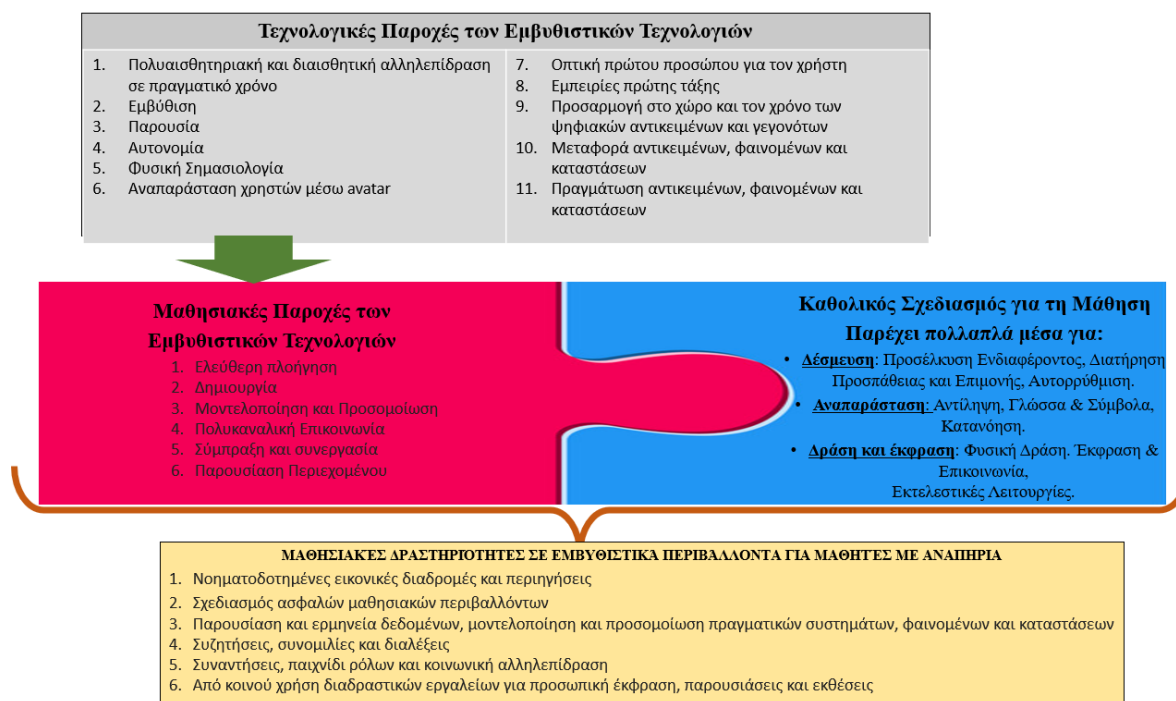 Τεχνολογικές Παροχές των Εμβυθιστικών Τεχνολογιών
1. Πολυαισθητηριακή και διαισθητική αλληλεπίδραση
σε πραγματικό χρόνο
2. Εμβύθιση
3. Παρουσία
4. Αυτονομία
5. Φυσική Σημασιολογία
6. Αναπαράσταση χρηστών μέσω avatar
7. Οπτική πρώτου προσώπου για τον χρήστη
8. Εμπειρίες πρώτης τάξης
9. Προσαρμογή στο χώρο και τον χρόνο των
ψηφιακών αντικειμένων και γεγονότων
10. Μεταφορά αντικειμένων, φαινομένων και
καταστάσεων
11. Πραγμάτωση αντικειμένων, φαινομένων και
καταστάσεων
Μαθησιακές Παροχές των
Εμβυθιστικών Τεχνολογιών
1. Ελεύθερη πλοήγηση
2. Δημιουργία
3. Μοντελοποίηση και Προσομοίωση
4. Πολυκαναλική Επικοινωνία
5. Σύμπραξη και συνεργασία
6. Παρουσίαση Περιεχομένου
Καθολικός Σχεδιασμός για τη Μάθηση
Παρέχει πολλαπλά μέσα για:
• Δέσμευση: Προσέλκυση Ενδιαφέροντος, Διατήρηση
Προσπάθειας και Επιμονής, Αυτορρύθμιση.
• Αναπαράσταση: Αντίληψη, Γλώσσα & Σύμβολα,
Κατανόηση.
• Δράση και έκφραση: Φυσική Δράση. Έκφραση &
Επικοινωνία,
Εκτελεστικές Λειτουργίες.
ΜΑΘΗΣΙΑΚΈΣ ΔΡΑΣΤΗΡΙΌΤΗΤΕΣ ΣΕ ΕΜΒΥΘΙΣΤΙΚΆ ΠΕΡΙΒΆΛΛΟΝΤΑ ΓΙΑ ΜΑΘΗΤΈΣ ΜΕ ΑΝΑΠΗΡΊΑ
1. Νοηματοδοτημένες εικονικές διαδρομές και περιηγήσεις
2. Σχεδιασμός ασφαλών μαθησιακών περιβαλλόντων
3. Παρουσίαση και ερμηνεία δεδομένων, μοντελοποίηση και προσομοίωση πραγματικών συστημάτων, φαινομένων και καταστάσεων
4. Συζητήσεις, συνομιλίες και διαλέξεις
5. Συναντήσεις, παιχνίδι ρόλων και κοινωνική αλληλεπίδραση
6. Από κοινού χρήση διαδραστικών εργαλείων για προσωπική έκφραση, παρουσιάσεις και εκθέσεις